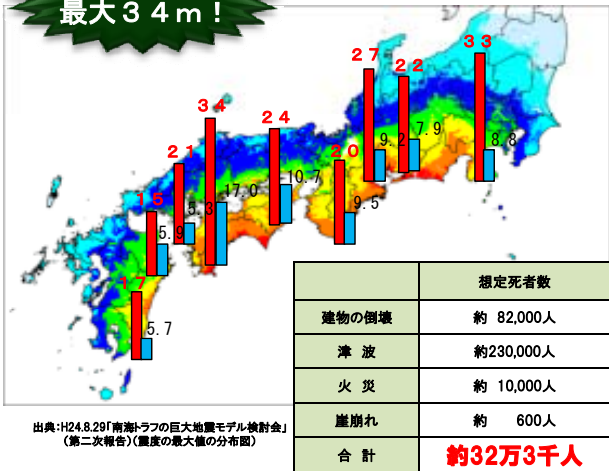 最大３４ｍ！
33
27
22
34
24
9.2
7.9
8.8
20
21
17.0
10.7
15
5.3
9.5
5.9
17
5.7
想定死者数
建物の倒壊 約 82,000人
津 波 約230,000人
火 災 約 10,000人
崖崩れ 約 600人
合 計 約32万3千人
出典：H24.8.29「南海トラフの巨大地震モデル検討会」
（第二次報告）（震度の最大値の分布図）